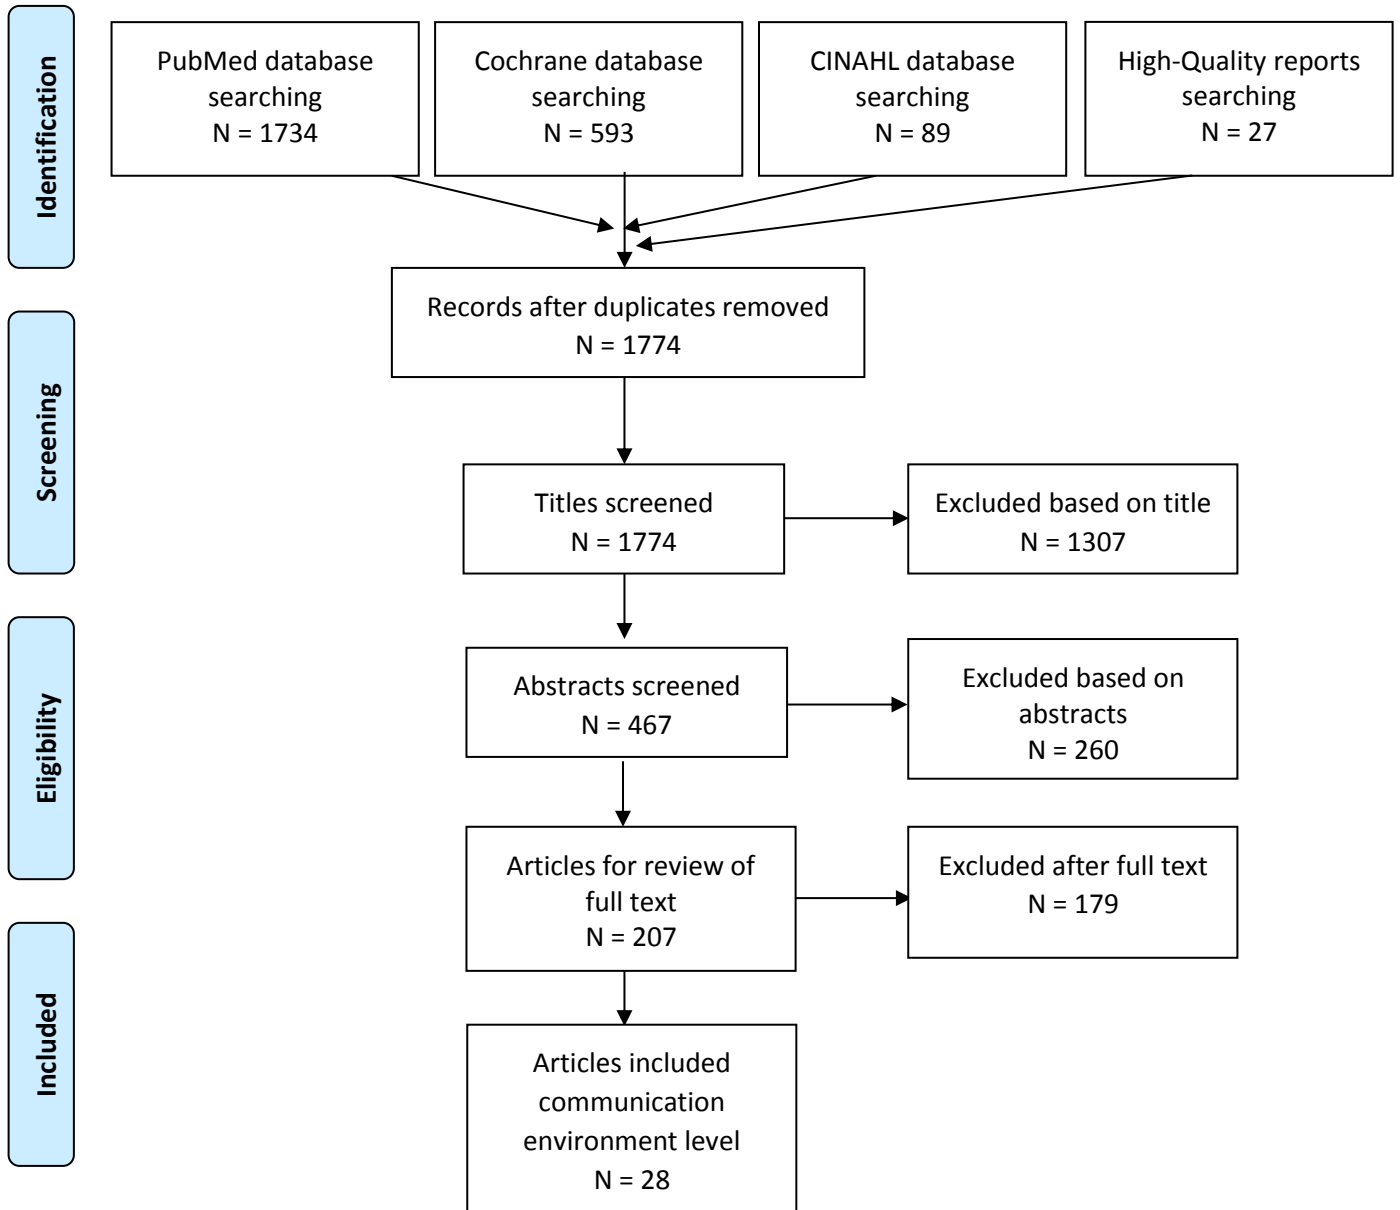 Identification
PubMed database
searching
N = 1734
Cochrane database
searching
N = 593
CINAHL database
searching
N = 89
High-Quality reports
searching
N = 27
Records after duplicates removed
N = 1774
Screening
Titles screened
N = 1774
Excluded based on title
N = 1307
Eligibility
Abstracts screened
N = 467
Excluded based on
abstracts
N = 260
Articles for review of
full text
N = 207
Excluded after full text
N = 179
Included
Articles included
communication
environment level
N = 28